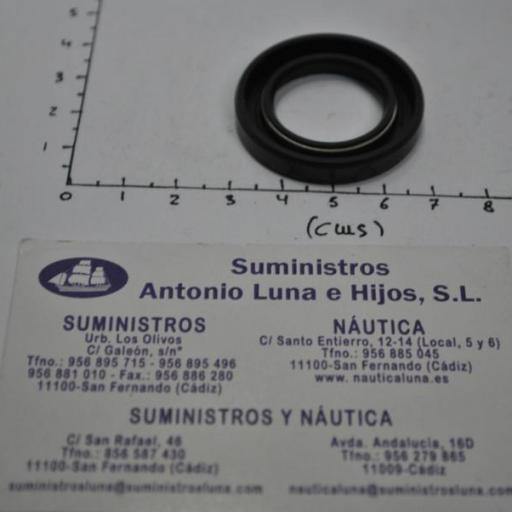 5
4
3
2
1
0 1 2 3 4 5 6 7 8
(cms)
Suministros
Antonio Luna e Hijos, S.L.
SUMINISTROS
Urb. Los Olivos
C/ Galeón, s/nº
Tfno.: 956 895 715 - 956 895 496
956 881 010 - Fax.: 956 886 280
11100-San Fernando (Cádiz)
NÁUTICA
C/ Santo Entierro, 12-14 (Local, 5 y 6)
Tfno.: 956 885 045
11100-San Fernando (Cádiz)
www. nauticaluna.es
SUMINISTROS Y NÁUTICA
C/ San Rafael, 46
Tfno.: 856 587 430
11100-San Fernando (Cádiz)
suministrosluna@suministrosluna.com
Avda. Andalucía, 16D
Tfno.: 956 279 865
11009-Cádiz
nauticaluna@suministrosluna.com